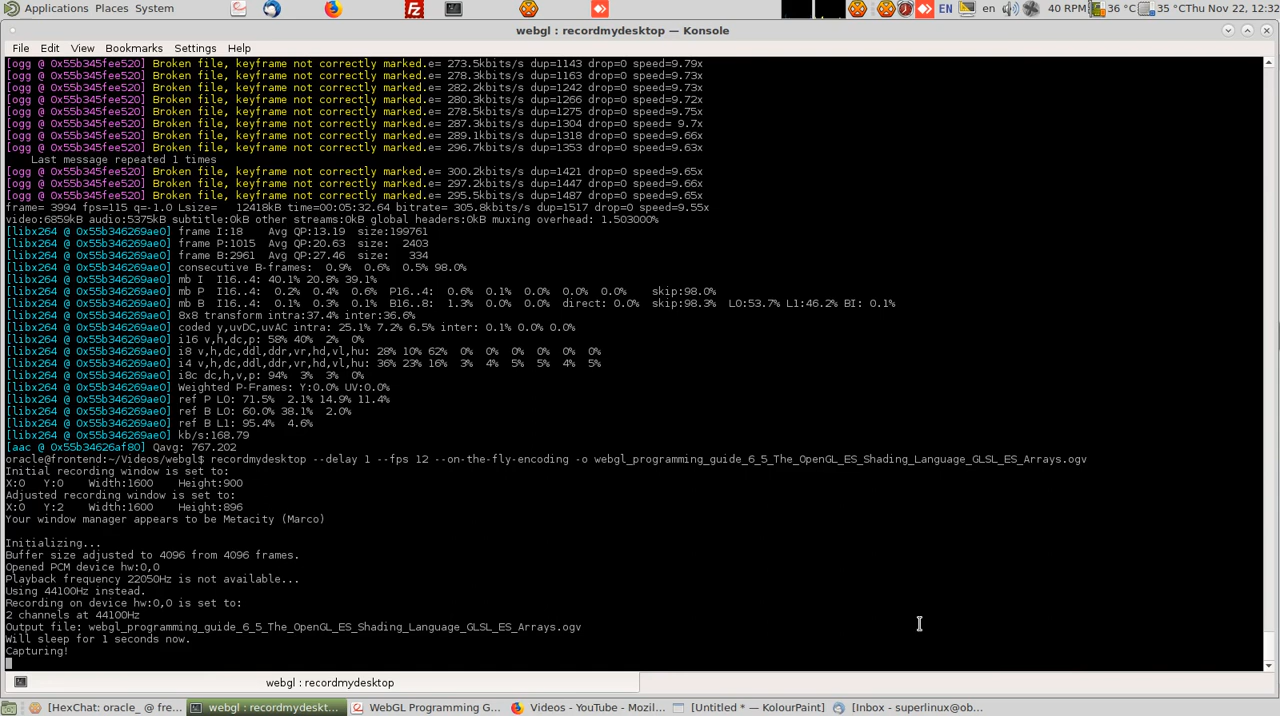 Applications Places System
EN
en
40 RPM
36 °C
35 °C
Thu Nov 22, 12:32
webgl : recordmydesktop — Konsole
File Edit View Bookmarks Settings Help
[ogg @ 0x55b345fee520] Broken file, keyframe not correctly marked.e= 273.5kbits/s dup=1143 drop=0 speed=9.79x
[ogg @ 0x55b345fee520] Broken file, keyframe not correctly marked.e= 278.3kbits/s dup=1163 drop=0 speed=9.73x
[ogg @ 0x55b345fee520] Broken file, keyframe not correctly marked.e= 282.2kbits/s dup=1242 drop=0 speed=9.73x
[ogg @ 0x55b345fee520] Broken file, keyframe not correctly marked.e= 280.3kbits/s dup=1266 drop=0 speed=9.72x
[ogg @ 0x55b345fee520] Broken file, keyframe not correctly marked.e= 278.5kbits/s dup=1275 drop=0 speed=9.75x
[ogg @ 0x55b345fee520] Broken file, keyframe not correctly marked.e= 287.3kbits/s dup=1304 drop=0 speed= 9.7x
[ogg @ 0x55b345fee520] Broken file, keyframe not correctly marked.e= 289.1kbits/s dup=1318 drop=0 speed=9.66x
[ogg @ 0x55b345fee520] Broken file, keyframe not correctly marked.e= 296.7kbits/s dup=1353 drop=0 speed=9.63x
Last message repeated 1 times
[ogg @ 0x55b345fee520] Broken file, keyframe not correctly marked.e= 300.2kbits/s dup=1421 drop=0 speed=9.65x
[ogg @ 0x55b345fee520] Broken file, keyframe not correctly marked.e= 297.2kbits/s dup=1447 drop=0 speed=9.66x
[ogg @ 0x55b345fee520] Broken file, keyframe not correctly marked.e= 295.5kbits/s dup=1487 drop=0 speed=9.65x
frame= 3994 fps=115 q=-1.0 Lsize=   12418kB time=00:05:32.64 bitrate= 305.8kbits/s dup=1517 drop=0 speed=9.55x
video:6859kB audio:5375kB subtitle:0kB other streams:0kB global headers:0kB muxing overhead: 1.503000%
[libx264 @ 0x55b346269ae0] frame I:18    Avg QP:13.19  size:199761
[libx264 @ 0x55b346269ae0] frame P:1015  Avg QP:20.63  size:  2403
[libx264 @ 0x55b346269ae0] frame B:2961  Avg QP:27.46  size:   334
[libx264 @ 0x55b346269ae0] consecutive B-frames:  0.9%  0.6%  0.5% 98.0%
[libx264 @ 0x55b346269ae0] mb I  I16..4: 40.1% 20.8% 39.1%
[libx264 @ 0x55b346269ae0] mb P  I16..4:  0.2%  0.4%  0.6%  P16..4:  0.6%  0.1%  0.0%  0.0%  0.0%    skip:98.0%
[libx264 @ 0x55b346269ae0] mb B  I16..4:  0.1%  0.3%  0.1%  B16..8:  1.3%  0.0%  0.0%  direct: 0.0%  skip:98.3%  L0:53.7% L1:46.2% BI: 0.1%
[libx264 @ 0x55b346269ae0] 8x8 transform intra:37.4% inter:36.6%
[libx264 @ 0x55b346269ae0] coded y,uvDC,uvAC intra: 25.1% 7.2% 6.5% inter: 0.1% 0.0% 0.0%
[libx264 @ 0x55b346269ae0] i16 v,h,dc,p: 58% 40%  2%  0%
[libx264 @ 0x55b346269ae0] i8 v,h,dc,ddl,ddr,vr,hd,vl,hu: 28% 10% 62%  0%  0%  0%  0%  0%  0%
[libx264 @ 0x55b346269ae0] i4 v,h,dc,ddl,ddr,vr,hd,vl,hu: 36% 23% 16%  3%  4%  5%  5%  4%  5%
[libx264 @ 0x55b346269ae0] i8c dc,h,v,p: 94%  3%  3%  0%
[libx264 @ 0x55b346269ae0] Weighted P-Frames: Y:0.0% UV:0.0%
[libx264 @ 0x55b346269ae0] ref P L0: 71.5%  2.1% 14.9% 11.4%
[libx264 @ 0x55b346269ae0] ref B L0: 60.0% 38.1%  2.0%
[libx264 @ 0x55b346269ae0] ref B L1: 95.4%  4.6%
[libx264 @ 0x55b346269ae0] kb/s:168.79
[aac @ 0x55b34626af80] Qavg: 767.202
oracle@frontend:~/Videos/webgl$ recordmydesktop --delay 1 --fps 12 --on-the-fly-encoding -o webgl_programming_guide_6_5_The_OpenGL_ES_Shading_Language_GLSL_ES_Arrays.ogv
Initial recording window is set to:
X:0   Y:0    Width:1600    Height:900
Adjusted recording window is set to:
X:0   Y:2    Width:1600    Height:896
Your window manager appears to be Metacity (Marco)
Initializing...
Buffer size adjusted to 4096 from 4096 frames.
Opened PCM device hw:0,0
Playback frequency 22050Hz is not available...
Using 44100Hz instead.
Recording on device hw:0,0 is set to:
2 channels at 44100Hz
Output file: webgl_programming_guide_6_5_The_OpenGL_ES_Shading_Language_GLSL_ES_Arrays.ogv
Will sleep for 1 seconds now.
Capturing!
webgl : recordmydesktop
[HexChat: oracle_ @ fre...
webgl : recordmydeskt...
WebGL Programming G...
Videos - YouTube - Mozil...
[Untitled * — KolourPaint]
[Inbox - superlinux@ob...